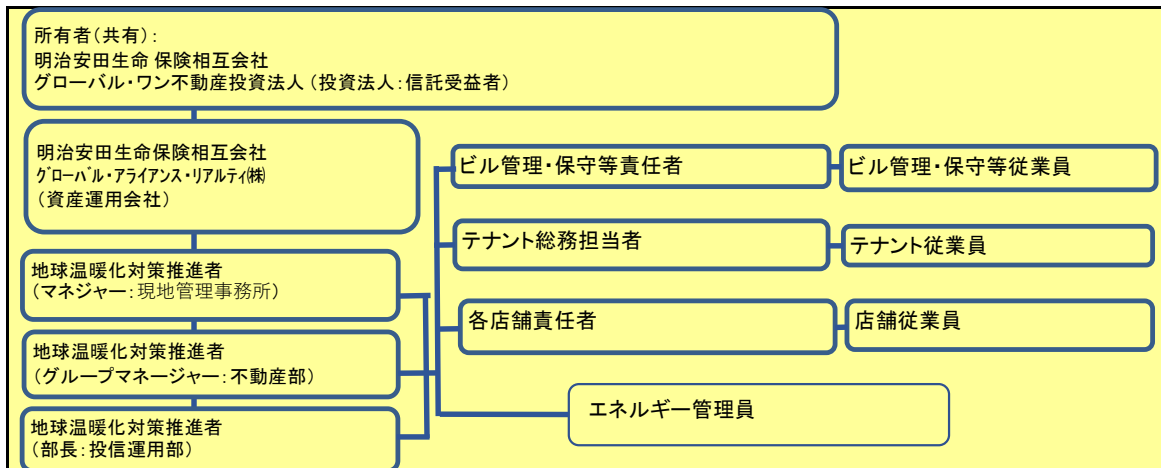 所有者(共有):
明治安田生命 保険相互会社
グローバル・ワン不動産投資法人(投資法人:信託受益者)
明治安田生命保険相互会社
グローバル・アライアンス・リアルティ㈱
(資産運用会社)
地球温暖化対策推進者
(マネジャー:現地管理事務所)
地球温暖化対策推進者
(グループマネージャー:不動産部)
地球温暖化対策推進者
(部長:投信運用部)
ビル管理・保守等責任者
ビル管理・保守等従業員
テナント総務担当者
テナント従業員
各店舗責任者
店舗従業員
エネルギー管理員